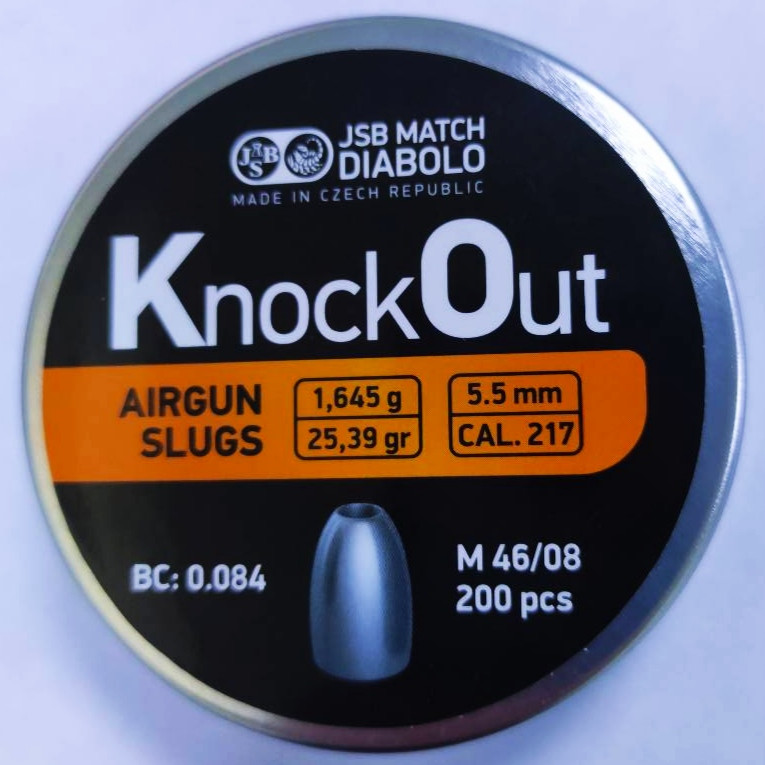 JSB
JSB MATCH
DIABOLO
MADE IN CZECH REPUBLIC
KnockOut
AIRGUN
SLUGS
1,645 g
25,39 gr
5.5 mm
CAL. 217
BC: 0.084
M 46/08
200 pcs